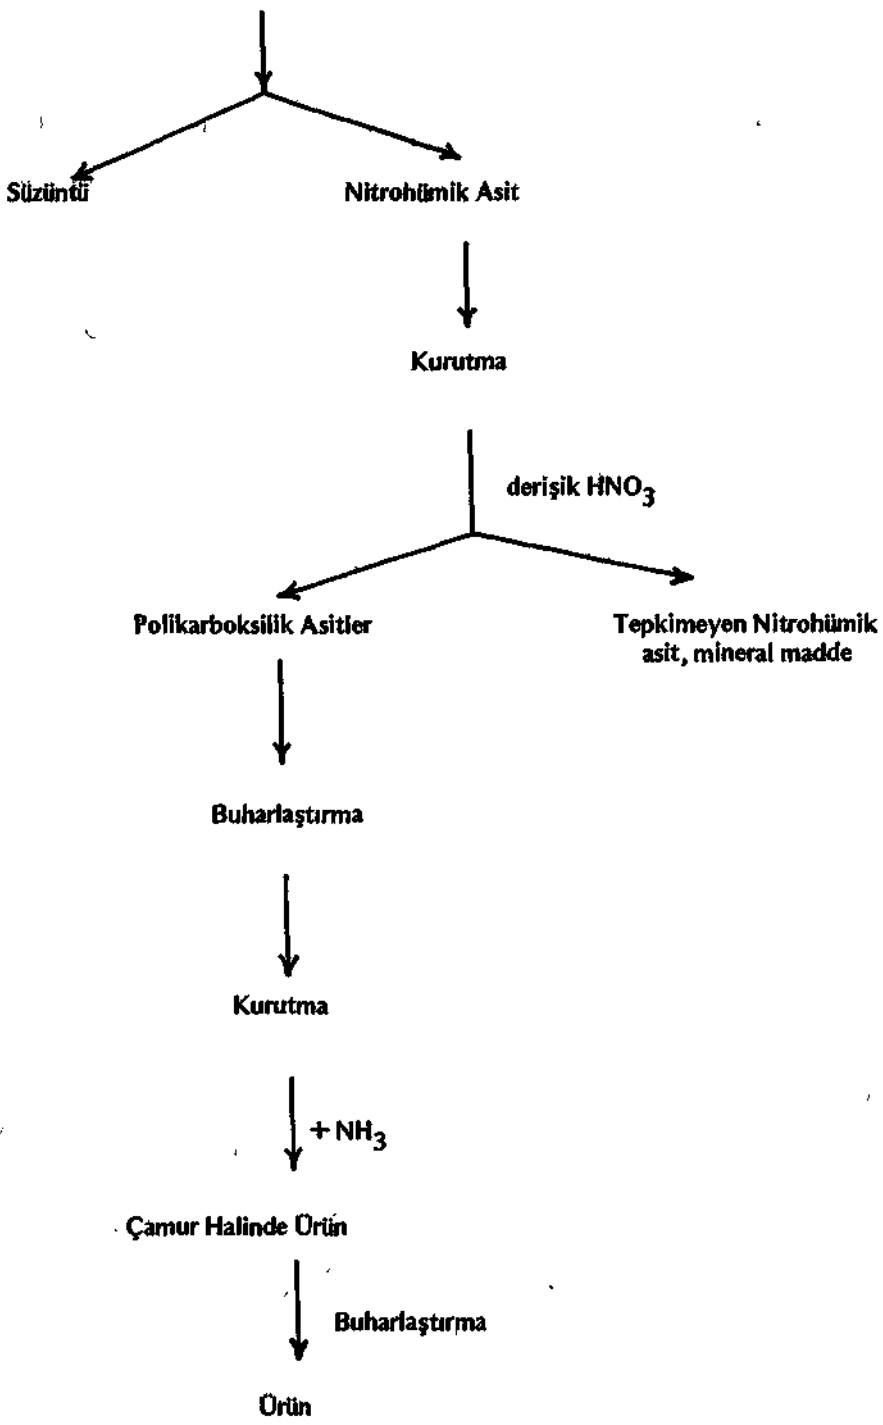 Süzüntü
Nitrohümik Asit
Kurutma
derişik HNO3
Polikarboksilik Asitler
Tepkimeyen Nitrohümik
asit, mineral madde
Buharlaştırma
Kurutma
+ NH3
Çamur Halinde Ürün
Buharlaştırma
Ürün